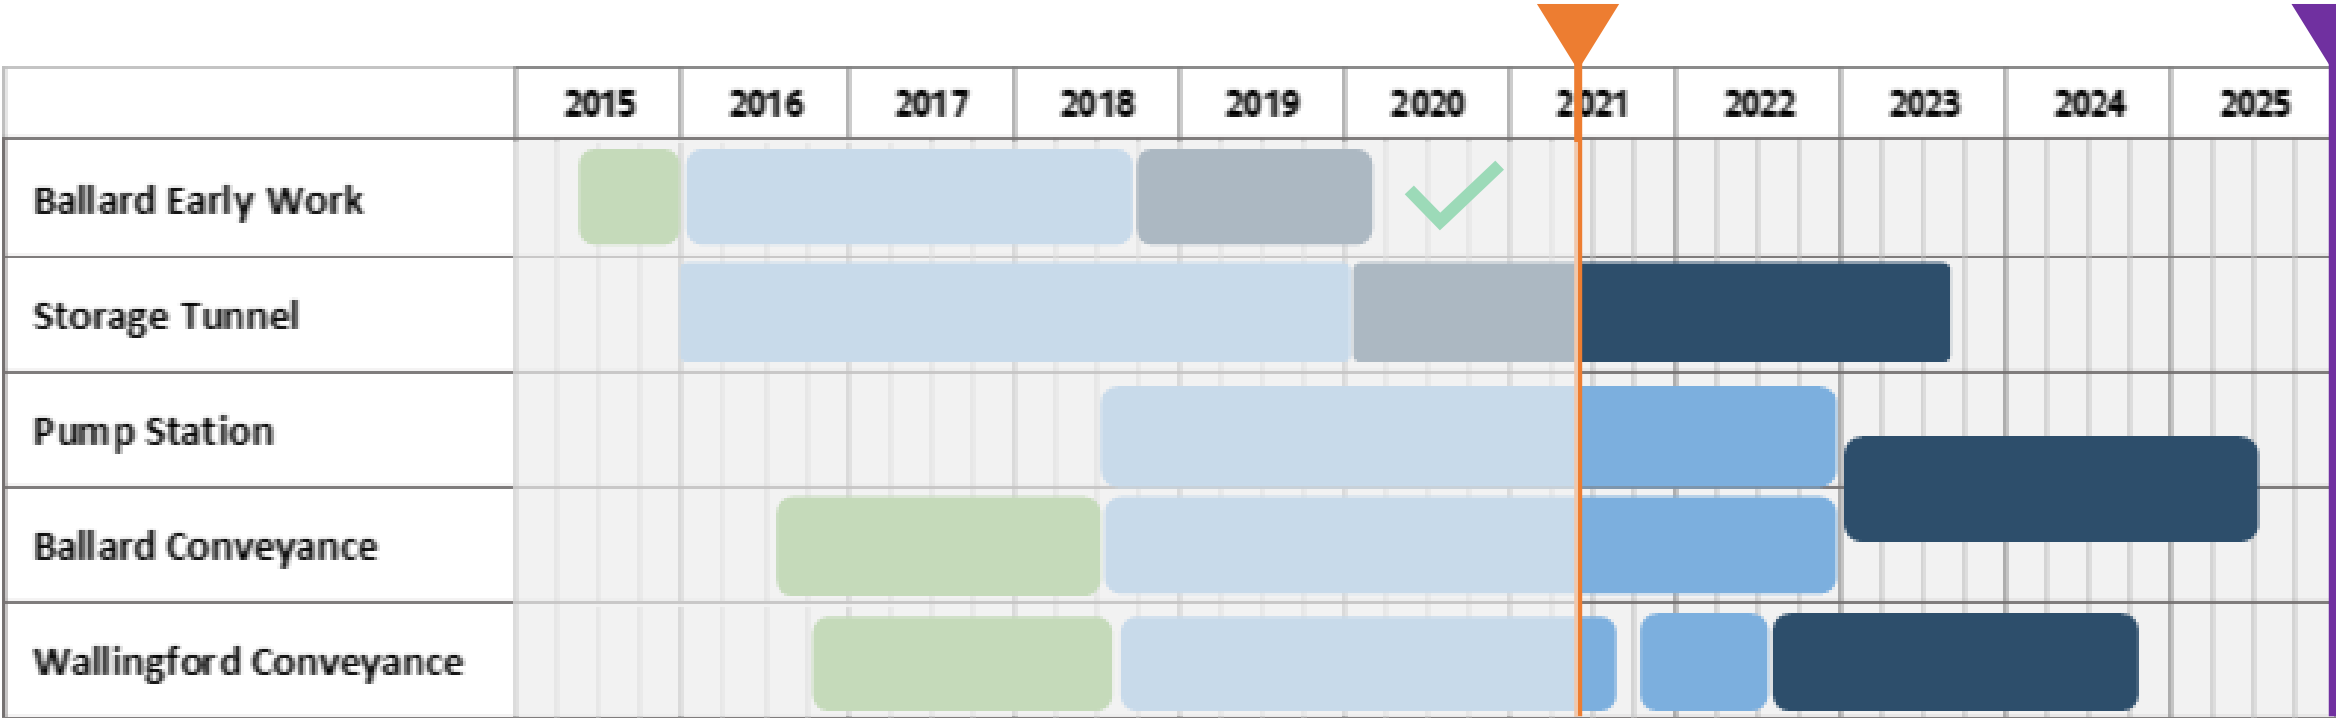 2015 2016 2017 2018 2019 2020 2021 2022 2023 2024 2025
Ballard Early Work
Storage Tunnel
Pump Station
Ballard Conveyance
Wallingford Conveyance